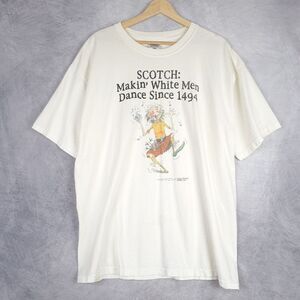 SCOTCH:
Makin' White Men
Dance Since 1494